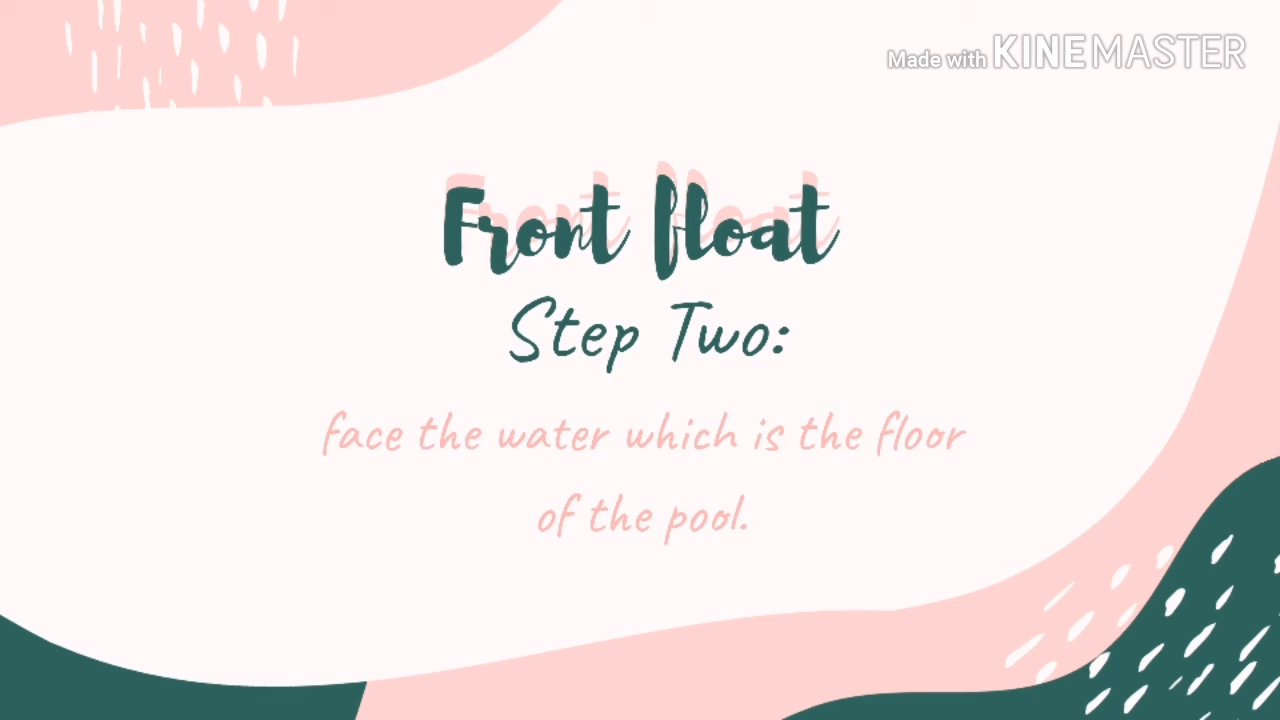 Made with KINEMASTER
Front float
Step Two:
face the water which is the floor
of the pool.